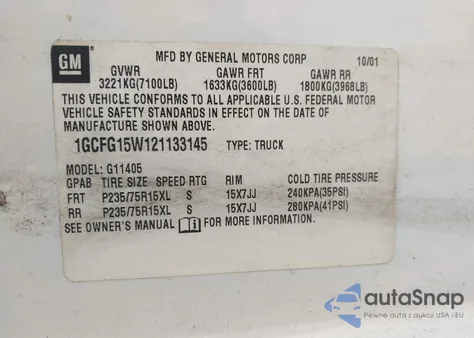 GM
MFD BY GENERAL MOTORS CORP 10/01
GVWR GAWR FRT GAWR RR
3221KG(7100LB) 1633KG(3600LB) 1800KG(3968LB)
THIS VEHICLE CONFORMS TO ALL APPLICABLE U.S. FEDERAL MOTOR
VEHICLE SAFETY STANDARDS IN EFFECT ON THE DATE OF
MANUFACTURE SHOWN ABOVE.
1GCFG15W121133145 TYPE: TRUCK
MODEL: G11405
GPAB TIRE SIZE SPEED RTG RIM COLD TIRE PRESSURE
FRT P235/75R15XL S 15X7JJ 240KPA(35PSI)
RR P235/75R15XL S 15X7JJ 280KPA(41PSI)
SEE OWNER'S MANUAL FOR MORE INFORMATION.
autoSnap
Pewne auta z aukcji USA i EU